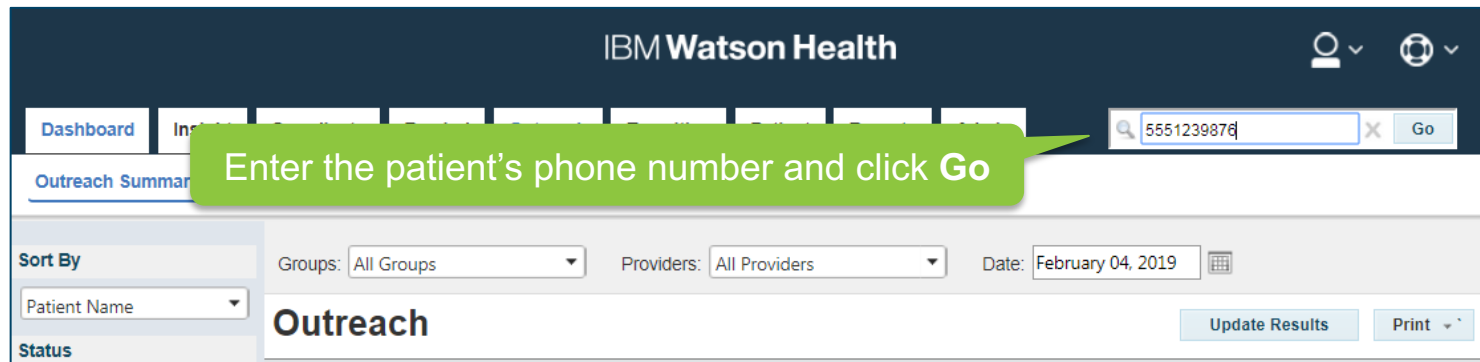 IBM Watson Health
Dashboard
5551239876
Go
Enter the patient’s phone number and click Go
Outreach
Sort By
Groups: All Groups Providers: All Providers Date: February 04, 2019
Patient Name
Outreach Update Results Print
Status